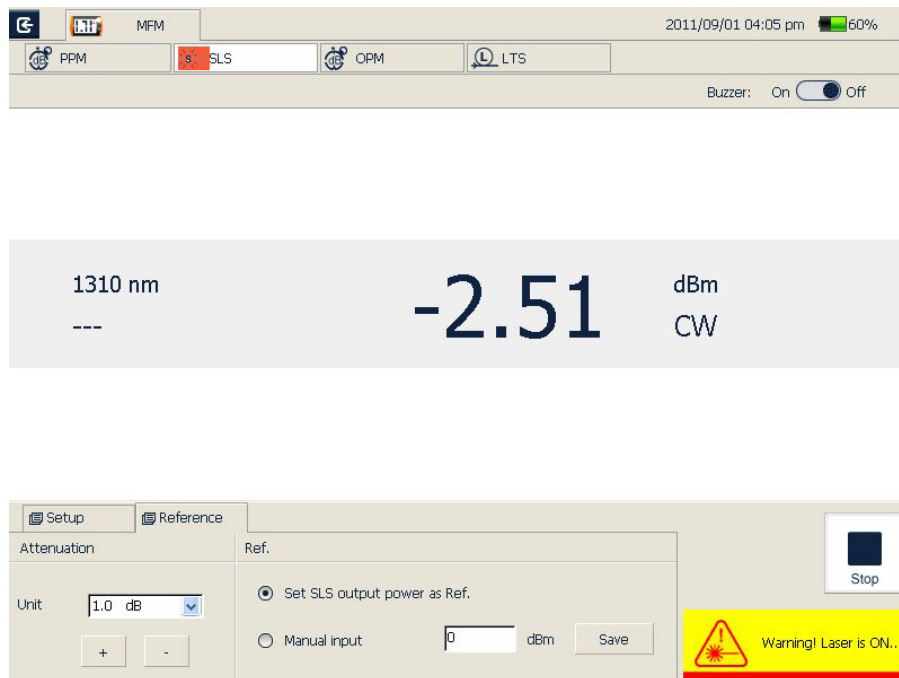 MFM 2011/09/01 04:05 pm 60%
PPM SLS OPM LTS
Buzzer: On Off
1310 nm -2.51 dBm
--- CW
Setup Reference
Attenuation Ref.
Stop
Unit 1.0 dB Set SLS output power as Ref.
+ - Manual input 0 dBm Save Warning! Laser is ON..